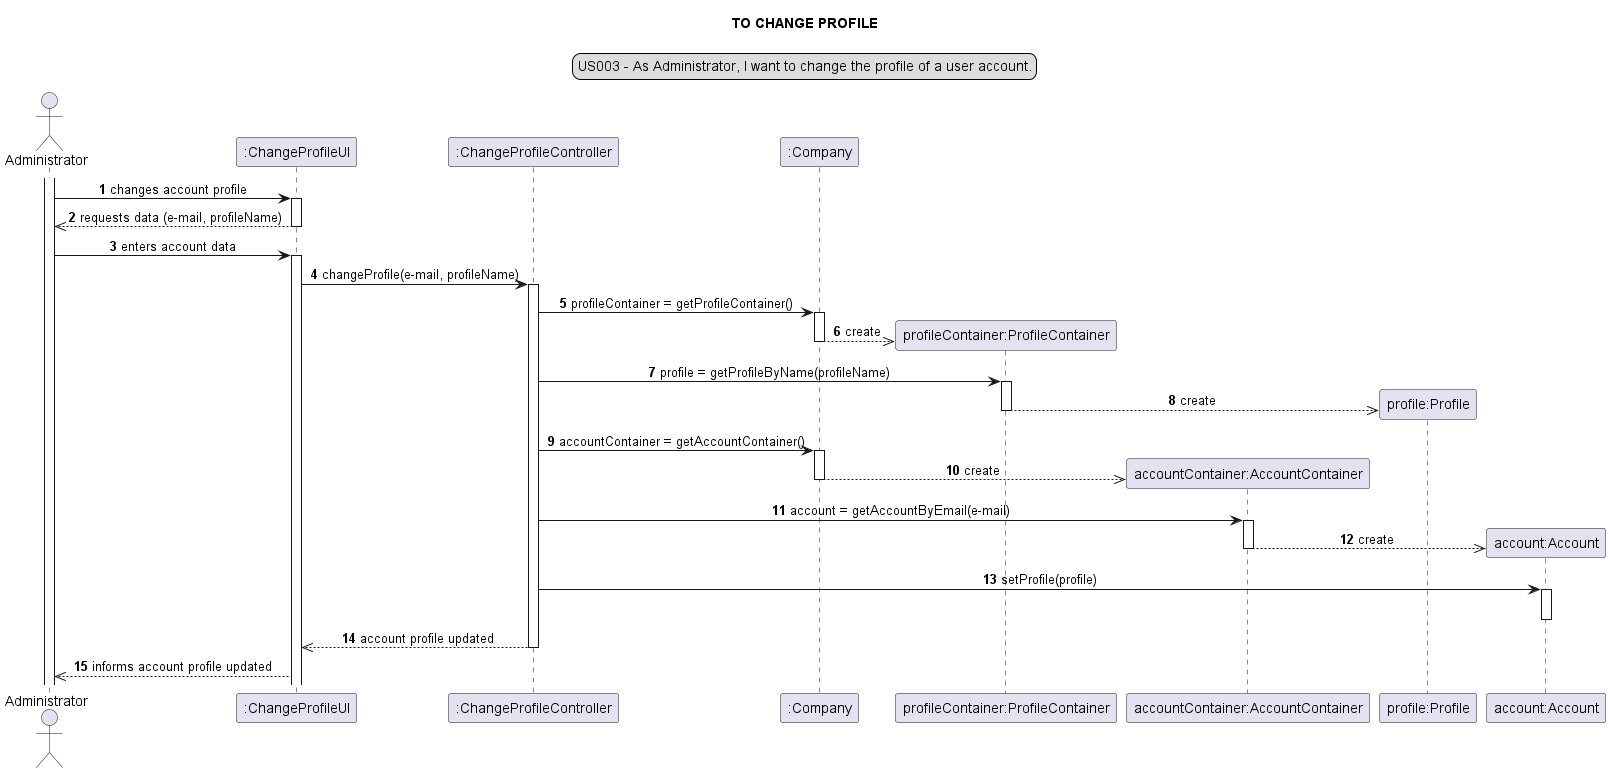 TO CHANGE PROFILE
US003 - As Administrator, I want to change the profile of a user account.
Administrator
:ChangeProfileUI
:ChangeProfileController
:Company
1 changes account profile
2 requests data (e-mail, profileName)
3 enters account data
4 changeProfile(e-mail, profileName)
5 profileContainer = getProfileContainer()
6 create
profileContainer:ProfileContainer
7 profile = getProfileByName(profileName)
8 create
profile:Profile
9 accountContainer = getAccountContainer()
10 create
accountContainer:AccountContainer
11 account = getAccountByEmail(e-mail)
12 create
account:Account
13 setProfile(profile)
14 account profile updated
15 informs account profile updated
Administrator
:ChangeProfileUI
:ChangeProfileController
:Company
profileContainer:ProfileContainer
accountContainer:AccountContainer
profile:Profile
account:Account